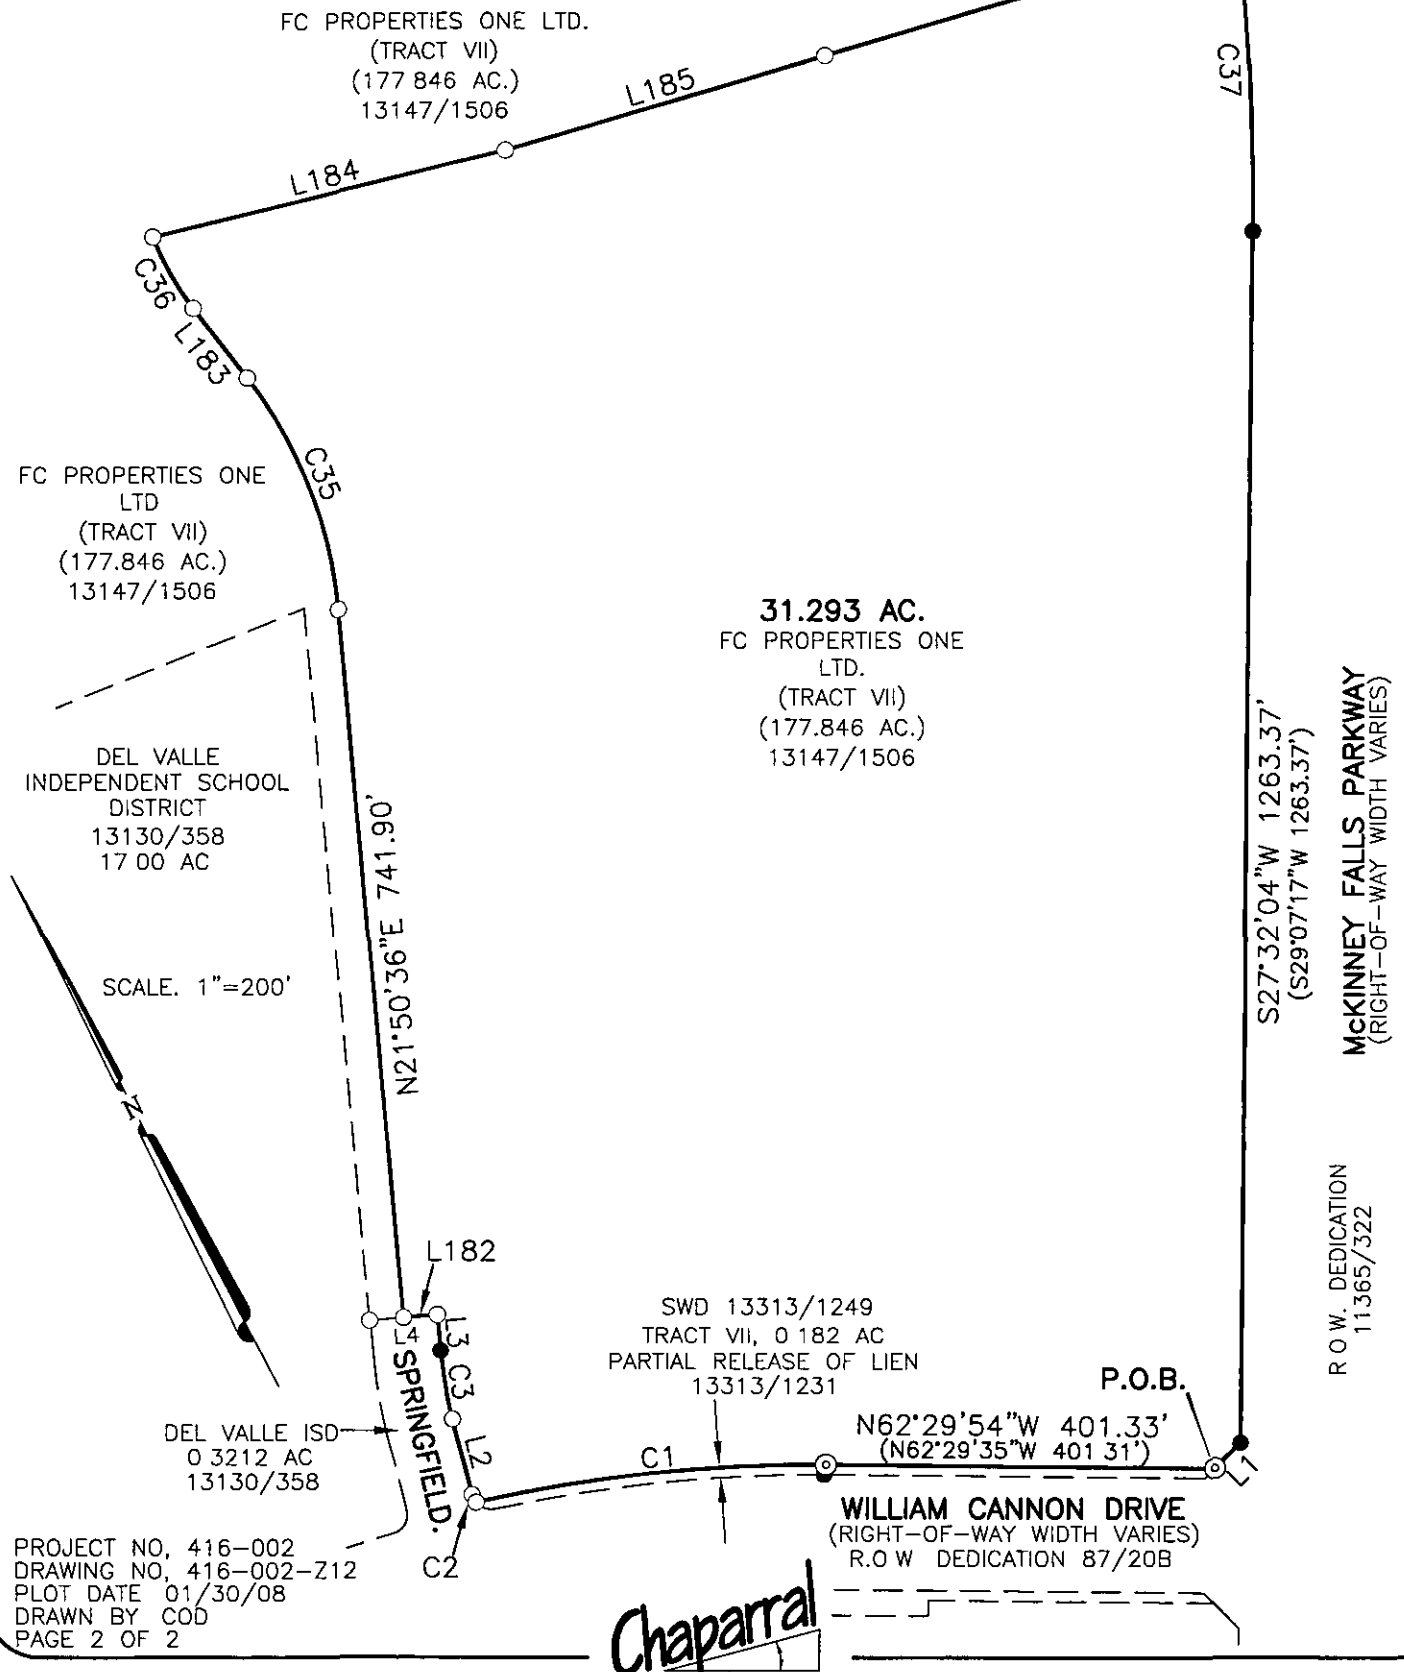 FC PROPERTIES ONE LTD.
(TRACT VII)
(177 846 AC.)
13147/1506
L185
C37
L184
C36
L183
C35
FC PROPERTIES ONE
LTD
(TRACT VII)
(177.846 AC.)
13147/1506
31.293 AC.
FC PROPERTIES ONE
LTD.
(TRACT VII)
(177.846 AC.)
13147/1506
DEL VALLE
INDEPENDENT SCHOOL
DISTRICT
13130/358
17 00 AC
N21°50'36"E 741.90'
S27°32'04"W 1263.37'
(S29°07'17"W 1263.37')
McKINNEY FALLS PARKWAY
(RIGHT-OF-WAY WIDTH VARIES)
SCALE. 1"=200'
N
R O W. DEDICATION
11365/322
L182
L4
L3
C3
L2
SPRINGFIELD.
SWD 13313/1249
TRACT VII, 0 182 AC
PARTIAL RELEASE OF LIEN
13313/1231
P.O.B.
N62°29'54"W 401.33'
(N62°29'35"W 401 31')
C1
L1
DEL VALLE ISD
0 3212 AC
13130/358
WILLIAM CANNON DRIVE
(RIGHT-OF-WAY WIDTH VARIES)
R.O W DEDICATION 87/20B
C2
PROJECT NO, 416-002
DRAWING NO, 416-002-Z12
PLOT DATE 01/30/08
DRAWN BY COD
PAGE 2 OF 2
Chaparral